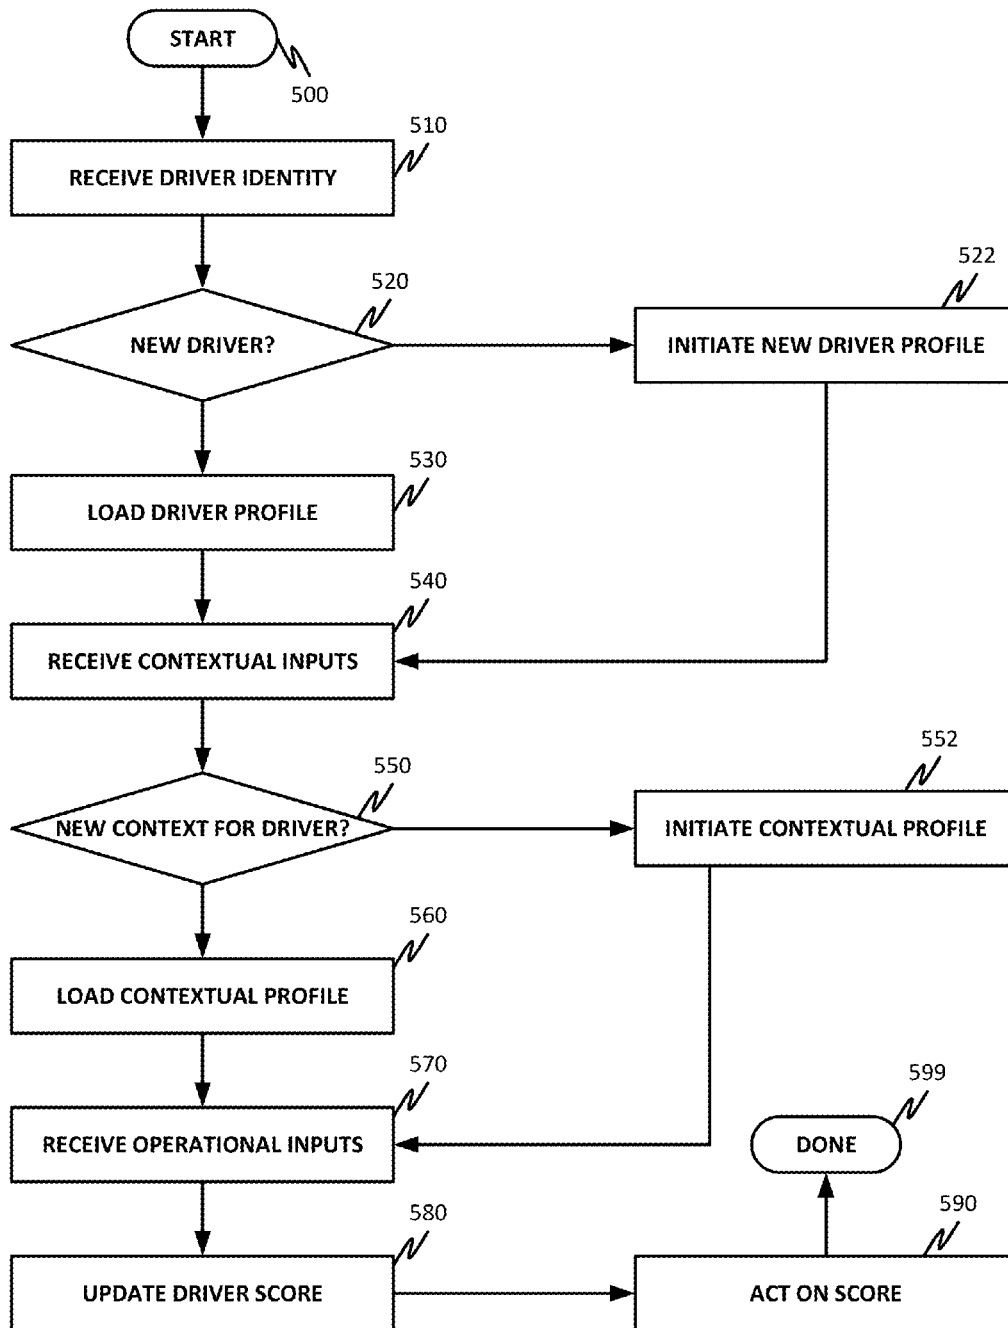 START
500
510
RECEIVE DRIVER IDENTITY
520
522
NEW DRIVER?
INITIATE NEW DRIVER PROFILE
530
LOAD DRIVER PROFILE
540
RECEIVE CONTEXTUAL INPUTS
550
552
NEW CONTEXT FOR DRIVER?
INITIATE CONTEXTUAL PROFILE
560
LOAD CONTEXTUAL PROFILE
570
599
RECEIVE OPERATIONAL INPUTS
DONE
580
590
UPDATE DRIVER SCORE
ACT ON SCORE